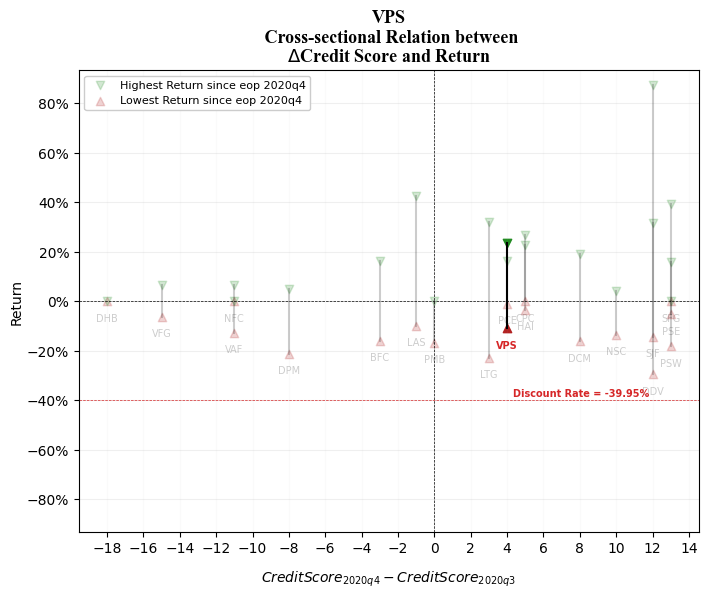 VPS
Cross-sectional Relation between
ΔCredit Score and Return
Highest Return since eop 2020q4
Lowest Return since eop 2020q4
Return
80%
60%
40%
20%
0%
−20%
−40%
−60%
−80%
DHB
VFG
NFC
VAF
DPM
BFC
LAS
PMB
LTG
VPS
HAI
DCM
NSC
SJF
PSE
PSW
Discount Rate = -39.95%
−18 −16 −14 −12 −10 −8 −6 −4 −2 0 2 4 6 8 10 12 14
CreditScore2020q4 − CreditScore2020q3